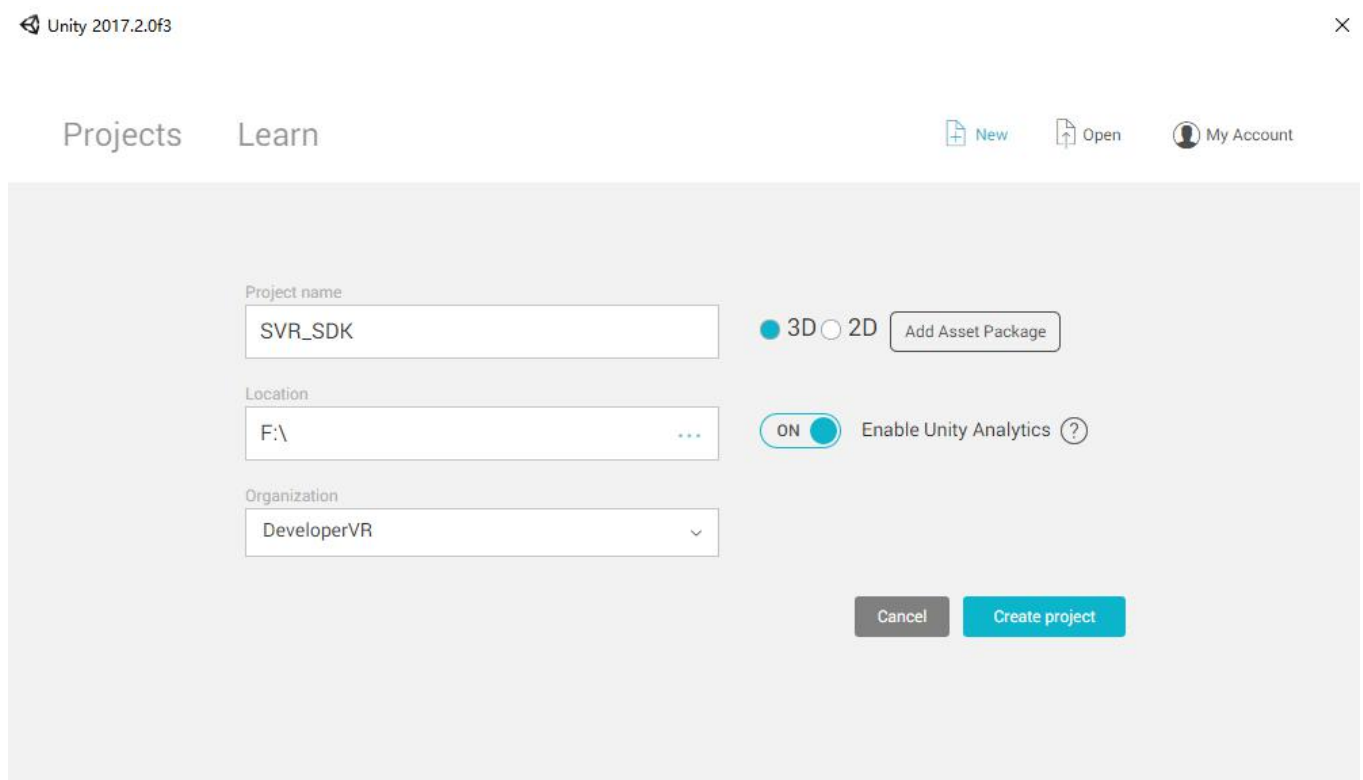 Unity 2017.2.0f3
Projects Learn New Open My Account
Project name
SVR_SDK
3D 2D Add Asset Package
Location
F:\ ...
ON Enable Unity Analytics ?
Organization
DeveloperVR
Cancel Create project